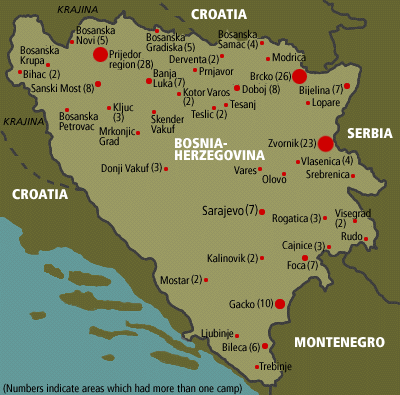 KRAJINA
CROATIA
Bosanska
Novi (5)
Bosanska
Gradiska (5)
Bosanska
Samac (4)
Bosanska
Krupa
Prijedor
region (28)
Derventa (2)
Modrica
Bihac (2)
Banja
Luka (7)
Prnjavor
Brcko (26)
Sanski Most (8)
Kotor Varos
(2)
Doboj (8)
Bijelina (7)
Lopare
KRAJINA
Bosanska
Petrovac
Kljuc
(3)
Skender
Vakuf
Teslic (2)
Tesanj
Mrkonjic
Grad
BOSNIA-
HERZEGOVINA
Zvornik (23)
SERBIA
Donji Vakuf (3)
Vares
Olovo
Vlasenica (4)
Srebrenica
CROATIA
Sarajevo (7)
Rogatica (3)
Visegrad
(2)
Rudo
Cajnice (3)
Kalinovik (2)
Foca (7)
Mostar (2)
Gacko (10)
Ljubinje
Bileca (6)
MONTENEGRO
Trebinje
(Numbers indicate areas which had more than one camp)